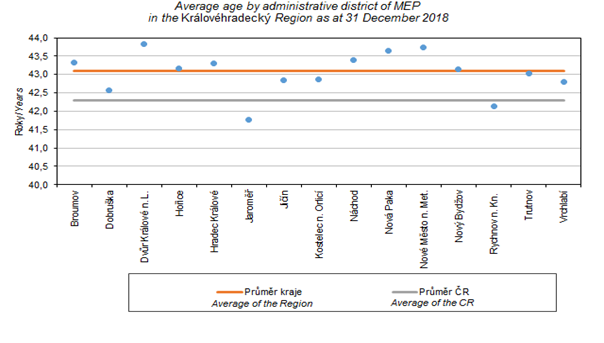 Average age by administrative district of MEP
in the Královéhradecký Region as at 31 December 2018
44,0
43,5
43,0
42,5
42,0
41,5
41,0
40,5
40,0
Roky/Years
Broumov
Dobruška
Dvůr Králové n. L.
Hořice
Hradec Králové
Jaroměř
Jičín
Kostelec n. Orlicí
Náchod
Nová Paka
Nové Město n. Met.
Nový Bydžov
Rychnov n. Kn.
Trutnov
Vrchlabí
Průměr kraje
Average of the Region
Průměr ČR
Average of the CR